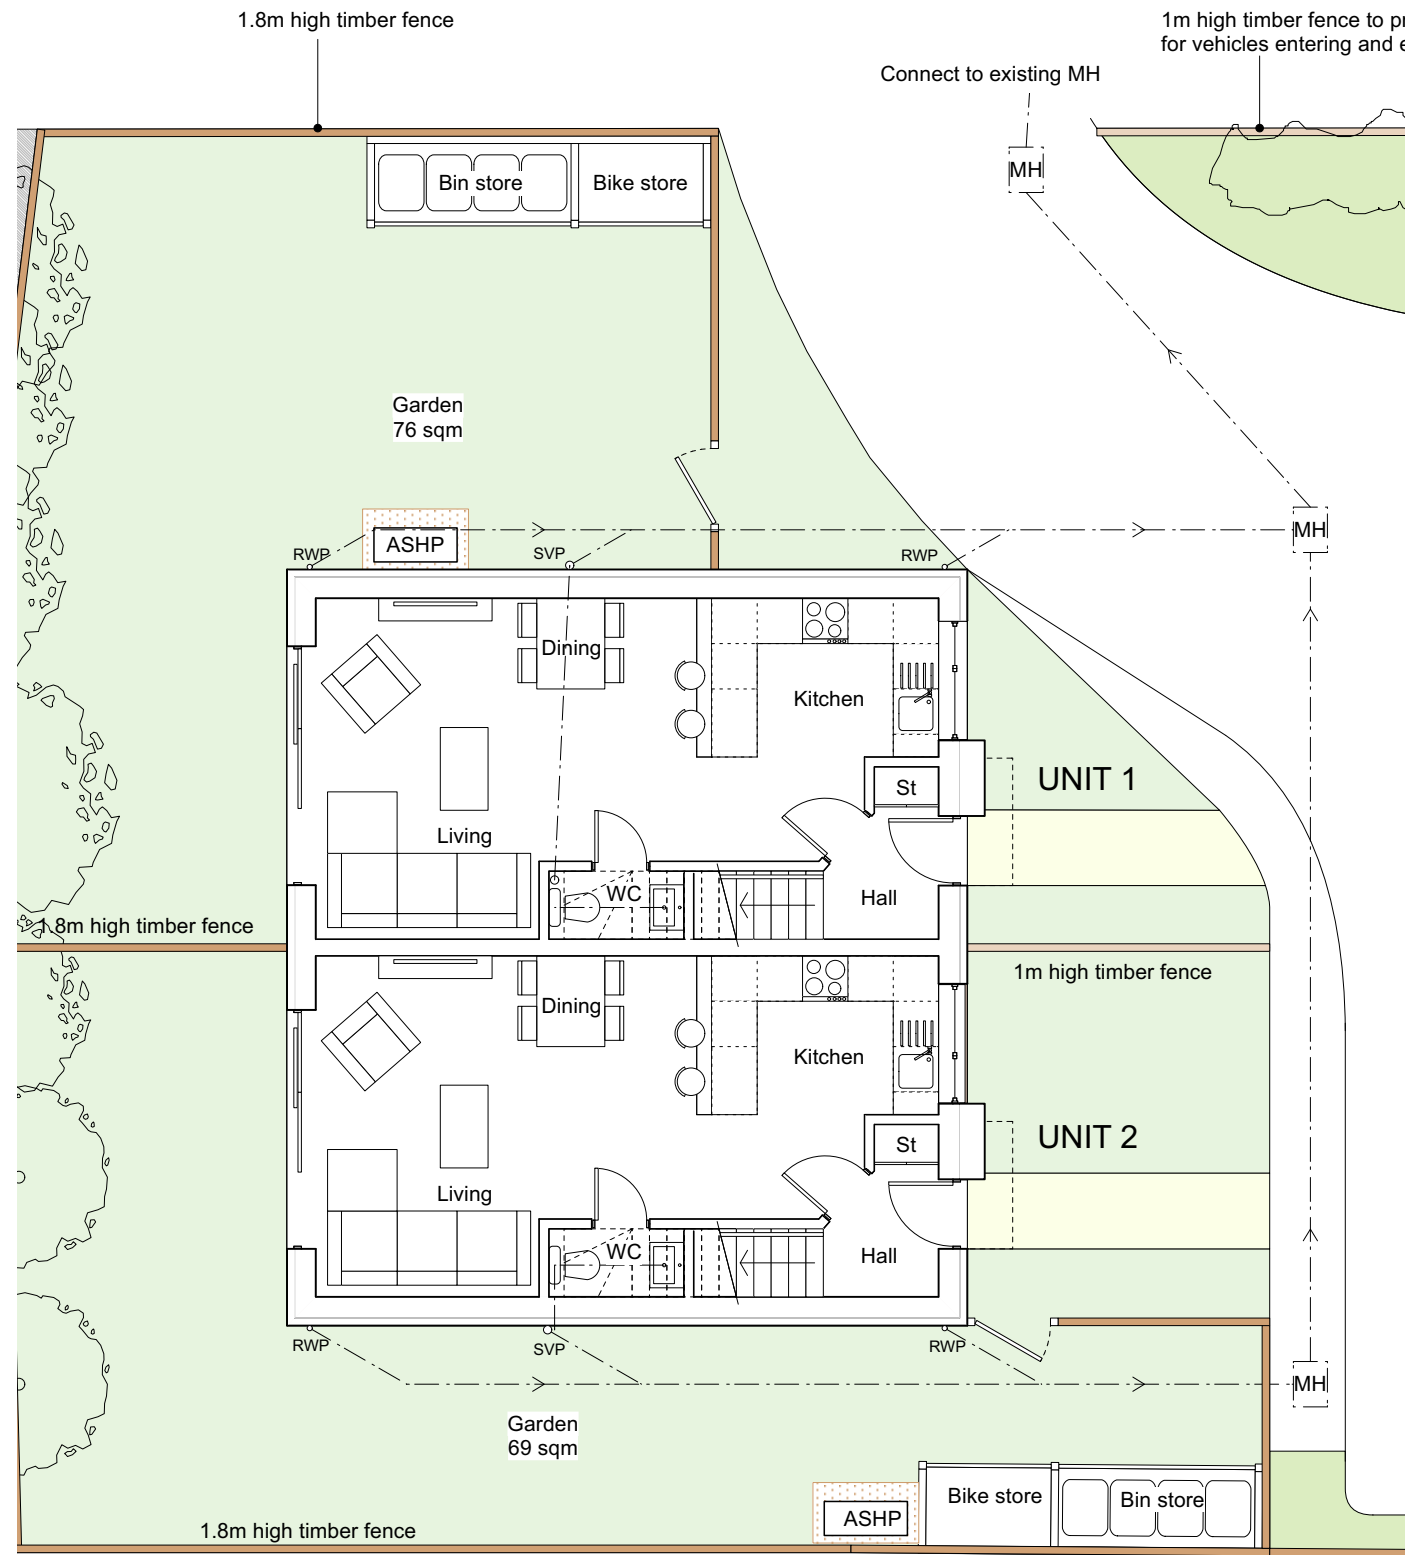 1.8m high timber fence
1m high timber fence to
for vehicles entering and
Connect to existing MH
MH
Bin store
Bike store
Garden
76 sqm
MH
ASHP
RWP
SVP
RWP
Dining
Kitchen
St
UNIT 1
Living
WC
Hall
1.8m high timber fence
1m high timber fence
Dining
Kitchen
St
UNIT 2
Living
WC
Hall
RWP
SVP
RWP
MH
Garden
69 sqm
Bike store
Bin store
ASHP
1.8m high timber fence